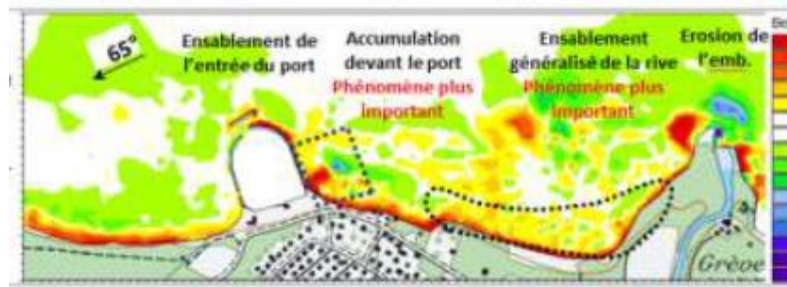 65°
Ensablement de
l'entrée du port
Accumulation
devant le port
Phénomène plus
important
Ensablement
généralisé de la rive
Phénomène plus
important
Erosion de
l'emb.
Grève